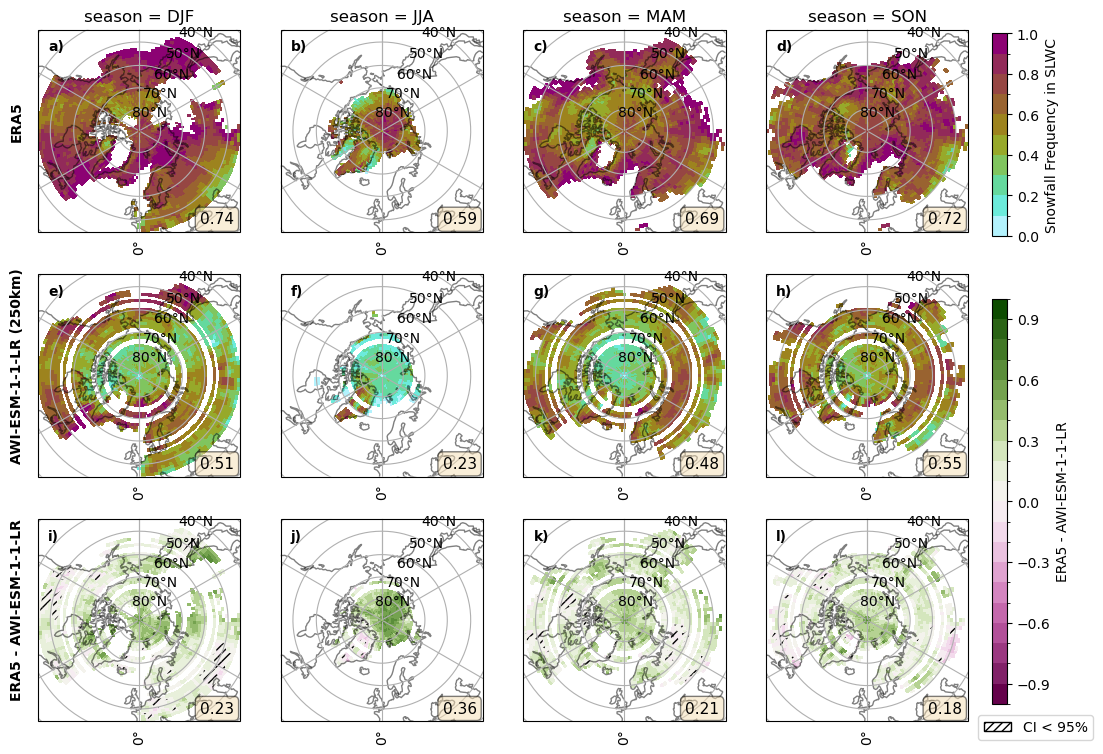 season = DJF
season = JJA
season = MAM
season = SON
ERA5
a)
40°N
50°N
60°N
70°N
80°N
0.74
0°
b)
40°N
50°N
60°N
70°N
80°N
0.59
0°
c)
40°N
50°N
60°N
70°N
80°N
0.69
0°
d)
40°N
50°N
60°N
70°N
80°N
0.72
0°
1.0
0.8
0.6
0.4
0.2
0.0
Snowfall Frequency in SLWC
AWI-ESM-1-1-LR (250km)
e)
40°N
50°N
60°N
70°N
80°N
0.51
0°
f)
40°N
50°N
60°N
70°N
80°N
0.23
0°
g)
40°N
50°N
60°N
70°N
80°N
0.48
0°
h)
40°N
50°N
60°N
70°N
80°N
0.55
0°
ERA5 - AWI-ESM-1-1-LR
i)
40°N
50°N
60°N
70°N
80°N
0.23
0°
j)
40°N
50°N
60°N
70°N
80°N
0.36
0°
k)
40°N
50°N
60°N
70°N
80°N
0.21
0°
l)
40°N
50°N
60°N
70°N
80°N
0.18
0°
0.9
0.6
0.3
0.0
−0.3
−0.6
−0.9
ERA5 - AWI-ESM-1-1-LR
CI < 95%